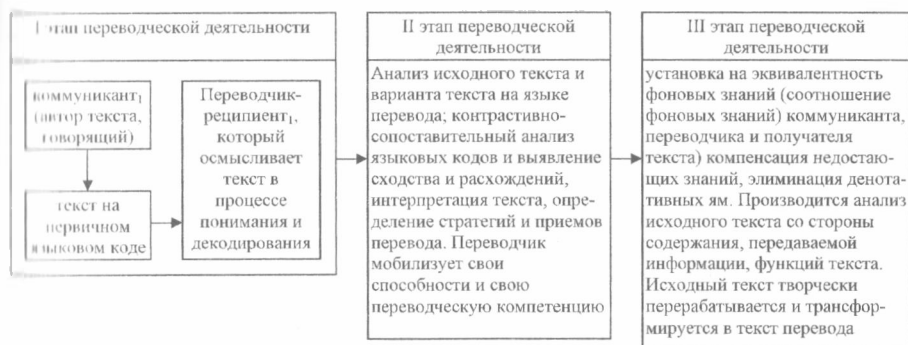 I этап переводческой деятельности
коммуникант₁
(автор текста,
говорящий)
текст на
первичном
языковом коде
Переводчик-
реципиент₁,
который
осмысливает
текст в
процессе
понимания и
декодирования
II этап переводческой
деятельности
Анализ исходного текста и
варианта текста на языке
перевода; контрастивно-
сопоставительный анализ
языковых кодов и выявление
сходства и расхождений,
интерпретация текста, опре-
деление стратегий и приемов
перевода. Переводчик
мобилизует свои
способности и свою
переводческую компетенцию
III этап переводческой
деятельности
установка на эквивалентность
фоновых знаний (соотношение
фоновых знаний) коммуниканта,
переводчика и получателя
текста) компенсация недостаю-
щих знаний, элиминация денота-
тивных ям. Производится анализ
исходного текста со стороны
содержания, передаваемой
информации, функций текста.
Исходный текст творчески
перерабатывается и трансфор-
мируется в текст перевода